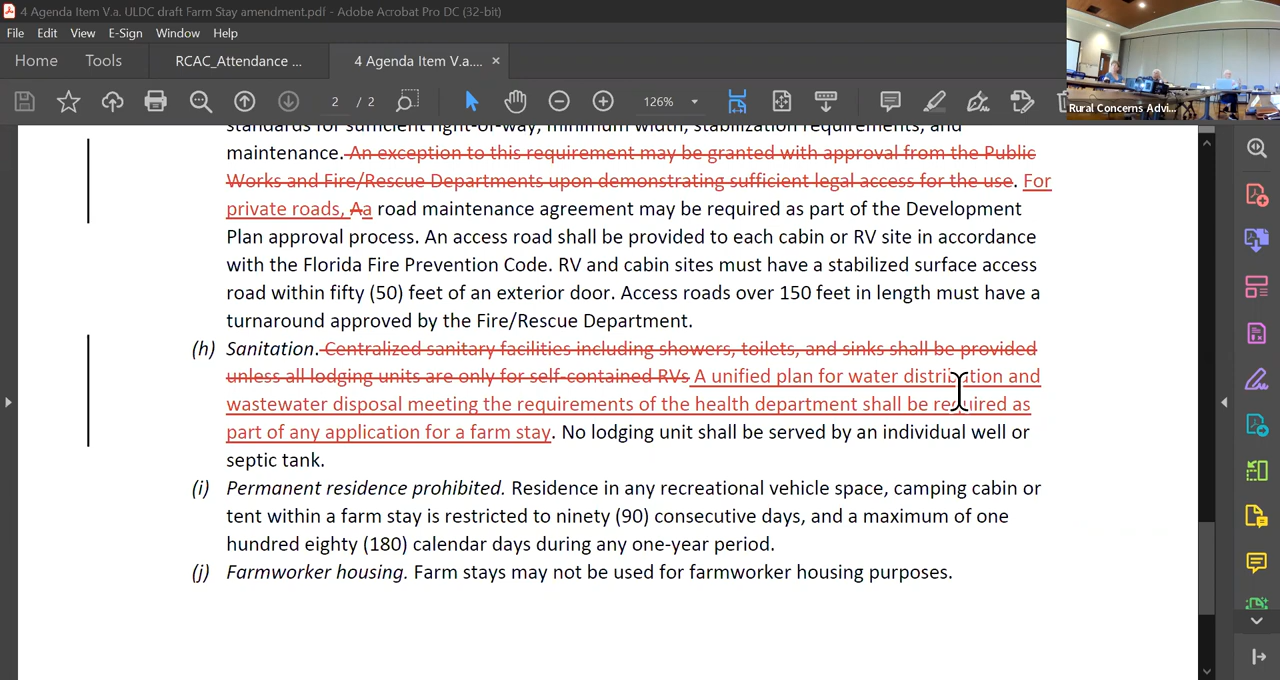 4 Agenda Item V.a. ULDC draft Farm Stay amendment.pdf - Adobe Acrobat Pro DC (32-bit)
File Edit View E-Sign Window Help
Home Tools RCAC_Attendance ... 4 Agenda Item V.a.... ×
2 / 2 126%
Rural Concerns Advi...
standards for sufficient right-of-way, minimum width, stabilization requirements, and
maintenance. An exception to this requirement may be granted with approval from the Public
Works and Fire/Rescue Departments upon demonstrating sufficient legal access for the use. For
private roads, Aa road maintenance agreement may be required as part of the Development
Plan approval process. An access road shall be provided to each cabin or RV site in accordance
with the Florida Fire Prevention Code. RV and cabin sites must have a stabilized surface access
road within fifty (50) feet of an exterior door. Access roads over 150 feet in length must have a
turnaround approved by the Fire/Rescue Department.
(h) Sanitation. Centralized sanitary facilities including showers, toilets, and sinks shall be provided
unless all lodging units are only for self-contained RVs A unified plan for water distribution and
wastewater disposal meeting the requirements of the health department shall be required as
part of any application for a farm stay. No lodging unit shall be served by an individual well or
septic tank.
(i) Permanent residence prohibited. Residence in any recreational vehicle space, camping cabin or
tent within a farm stay is restricted to ninety (90) consecutive days, and a maximum of one
hundred eighty (180) calendar days during any one-year period.
(j) Farmworker housing. Farm stays may not be used for farmworker housing purposes.